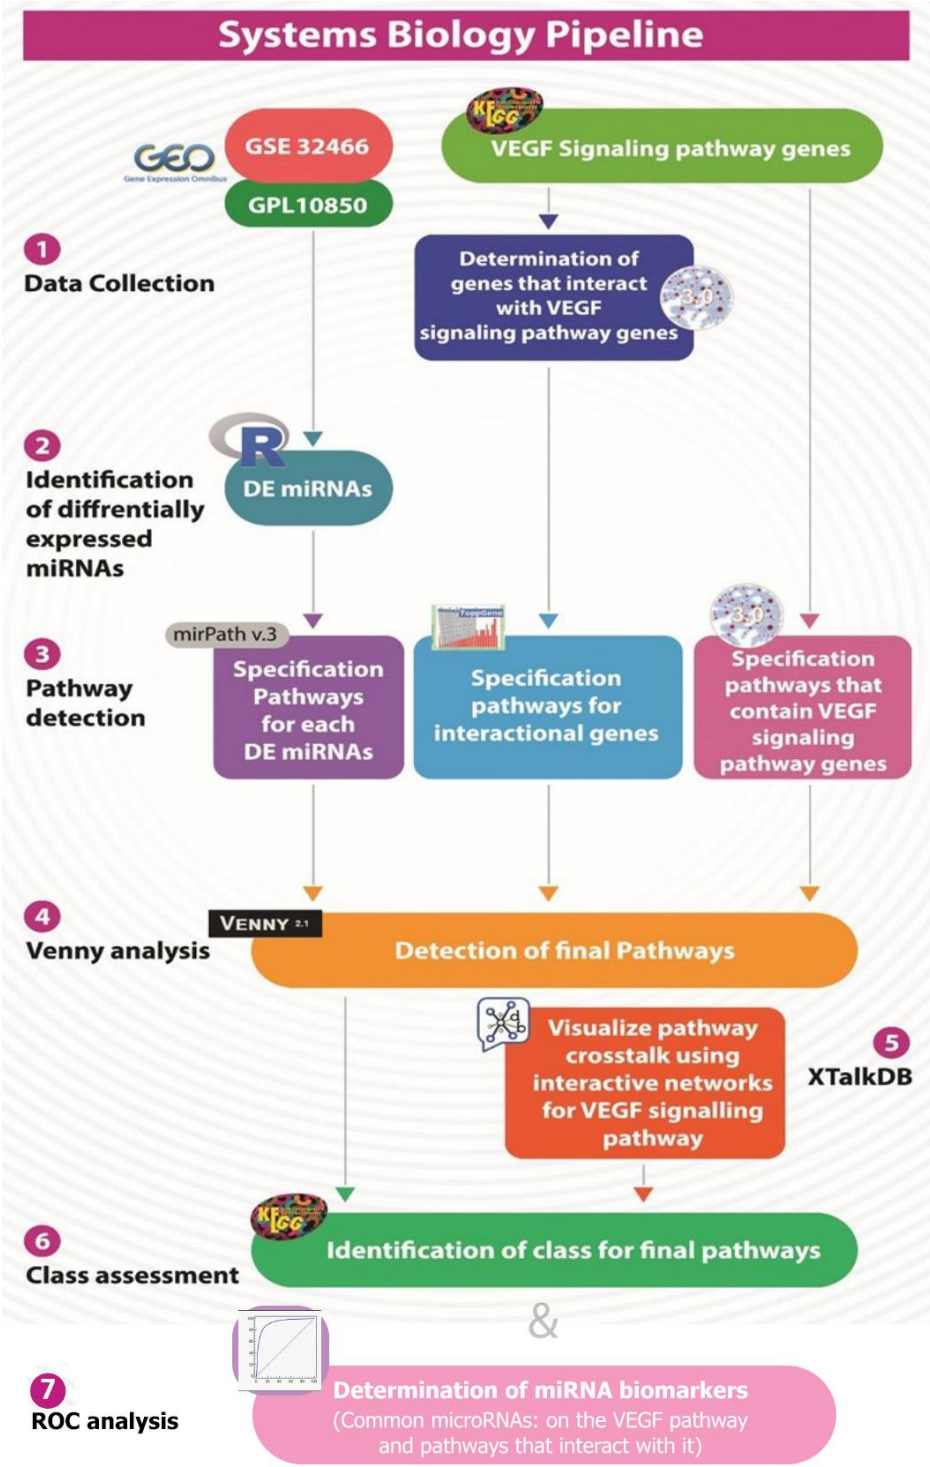 Systems Biology Pipeline
KEGG
GEO
Gene Expression Omnibus
GSE 32466
GPL10850
VEGF Signaling pathway genes
1
Data Collection
Determination of
genes that interact
with VEGF
signaling pathway genes
3.0
2
Identification
of diffrentially
expressed
miRNAs
R
DE miRNAs
3
Pathway
detection
mirPath v.3
Specification
Pathways
for each
DE miRNAs
ToppGene
Specification
pathways for
interactional genes
3.0
Specification
pathways that
contain VEGF
signaling
pathway genes
4
Venny analysis
VENNY 2.1
Detection of final Pathways
Visualize pathway
crosstalk using
interactive networks
for VEGF signalling
pathway
5
XTalkDB
6
Class assessment
KEGG
Identification of class for final pathways
&
7
ROC analysis
Determination of miRNA biomarkers
(Common microRNAs: on the VEGF pathway
and pathways that interact with it)